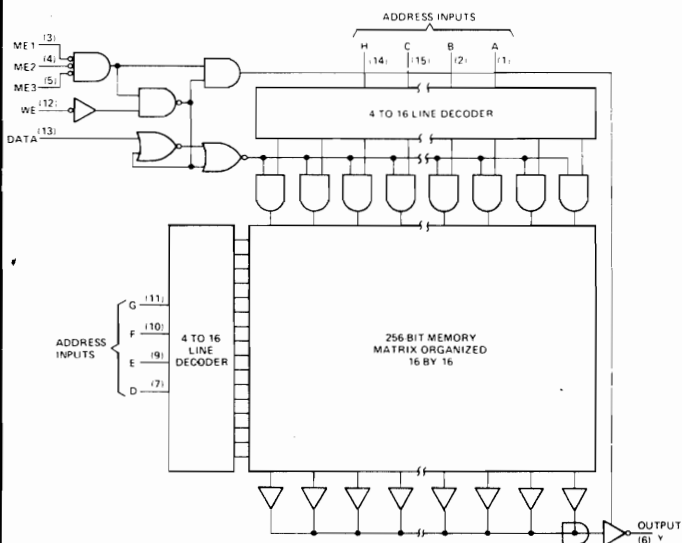 ADDRESS INPUTS
H C B A
(14) (15) (2) (1)
ME1 (3)
ME2 (4)
ME3 (5)
WE (12)
DATA (13)
4 TO 16 LINE DECODER
ADDRESS
INPUTS
G (11)
F (10)
E (9)
D (7)
4 TO 16
LINE
DECODER
256-BIT MEMORY
MATRIX ORGANIZED
16 BY 16
OUTPUT
(6) Y